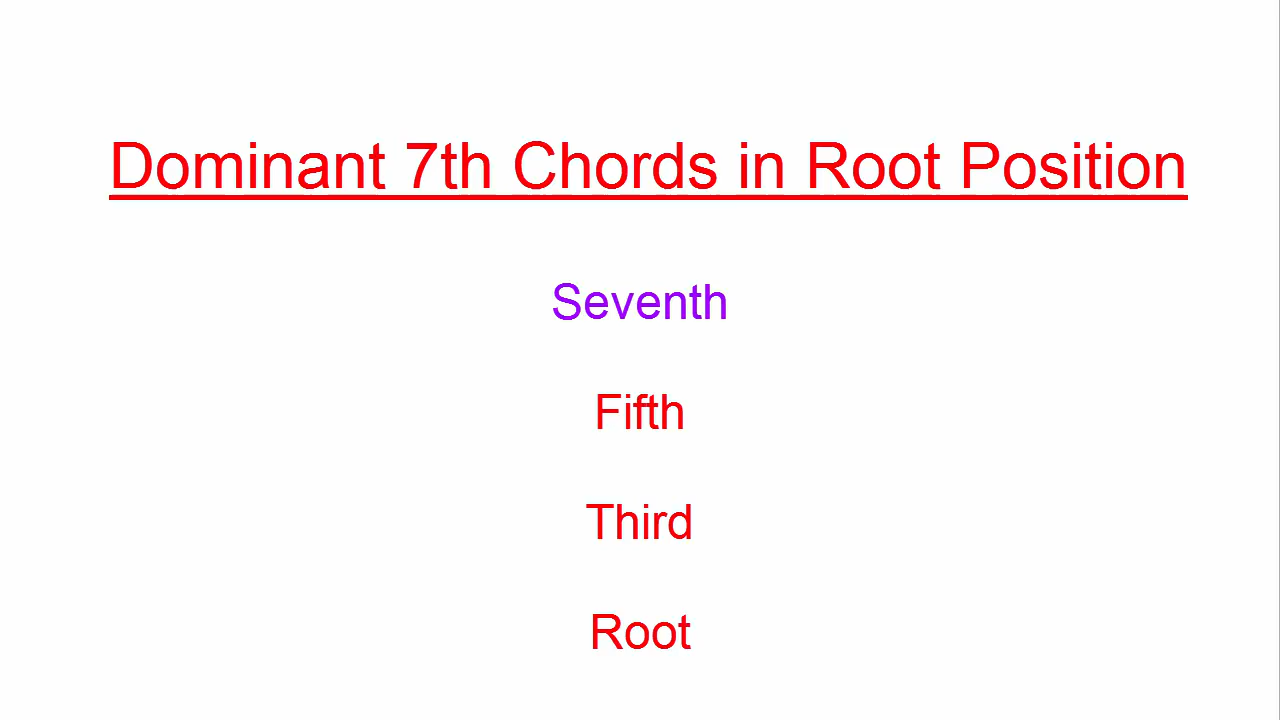 Dominant 7th Chords in Root Position
Seventh
Fifth
Third
Root